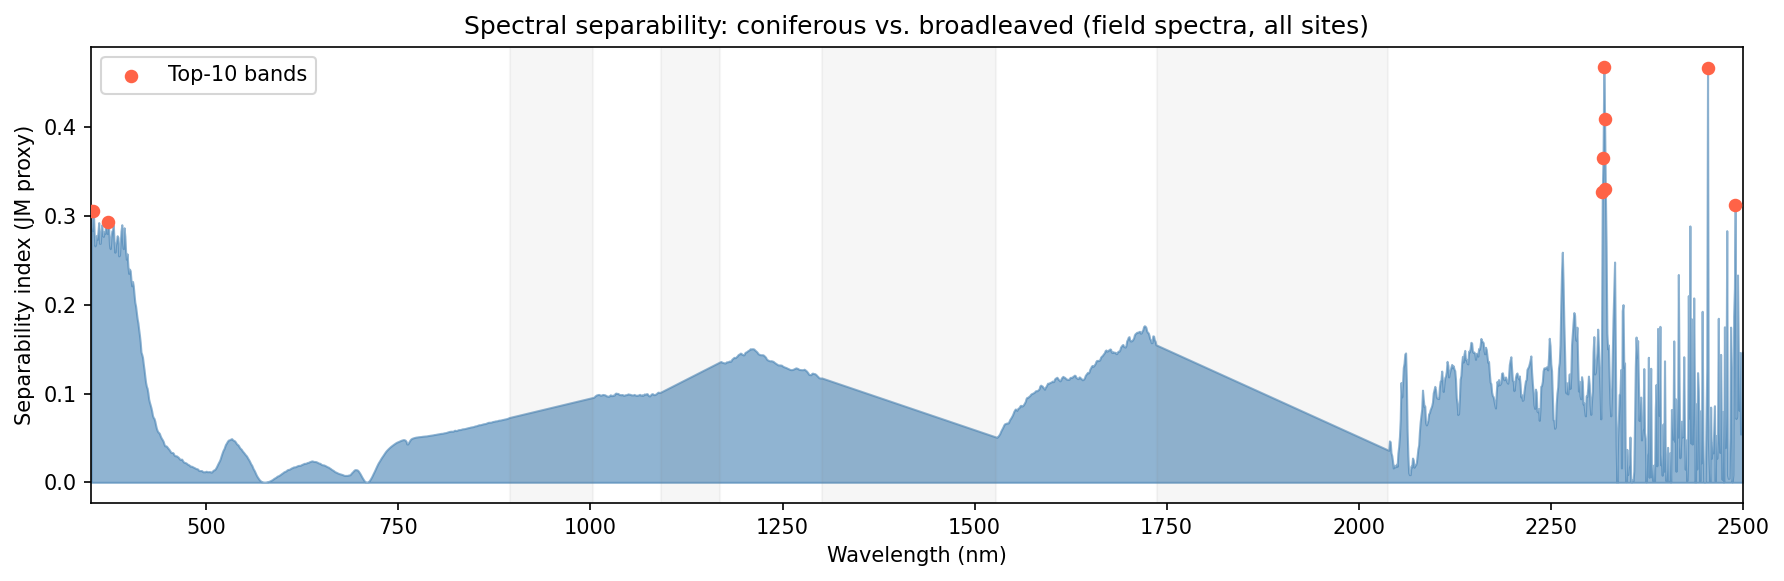 Spectral separability: coniferous vs. broadleaved (field spectra, all sites)
Top-10 bands
Separability index (JM proxy)
0.4
0.3
0.2
0.1
0.0
500 750 1000 1250 1500 1750 2000 2250 2500
Wavelength (nm)